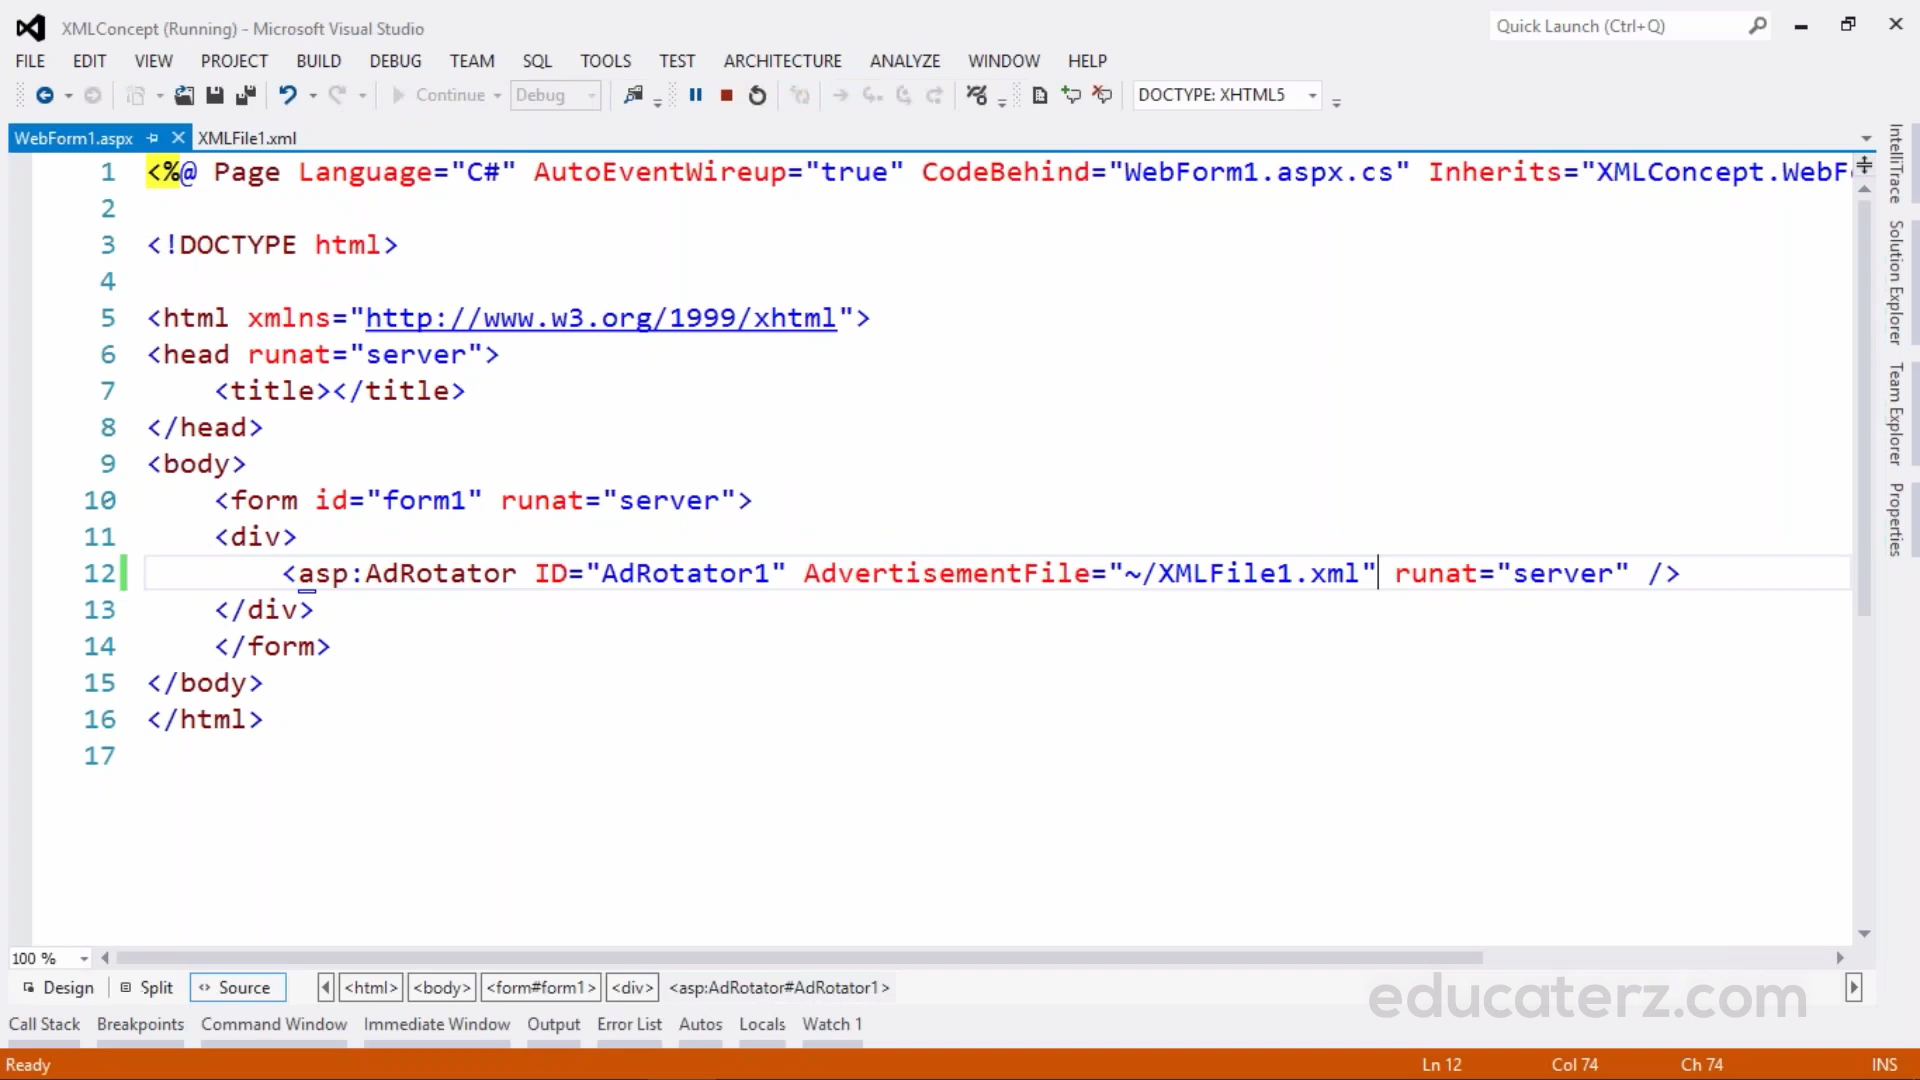 XMLConcept (Running) - Microsoft Visual Studio
Quick Launch (Ctrl+Q)
FILE EDIT VIEW PROJECT BUILD DEBUG TEAM SQL TOOLS TEST ARCHITECTURE ANALYZE WINDOW HELP
Continue Debug DOCTYPE: XHTML5
WebForm1.aspx XMLFile1.xml
1 <%@ Page Language="C#" AutoEventWireup="true" CodeBehind="WebForm1.aspx.cs" Inherits="XMLConcept.WebF
2
3 <!DOCTYPE html>
4
5 <html xmlns="http://www.w3.org/1999/xhtml">
6 <head runat="server">
7 <title></title>
8 </head>
9 <body>
10 <form id="form1" runat="server">
11 <div>
12 <asp:AdRotator ID="AdRotator1" AdvertisementFile="~/XMLFile1.xml" runat="server" />
13 </div>
14 </form>
15 </body>
16 </html>
17
IntelliTrace
Solution Explorer
Team Explorer
Properties
100 %
Design Split Source <html> <body> <form#form1> <div> <asp:AdRotator#AdRotator1>
educaterz.com
Call Stack Breakpoints Command Window Immediate Window Output Error List Autos Locals Watch 1
Ready Ln 12 Col 74 Ch 74 INS